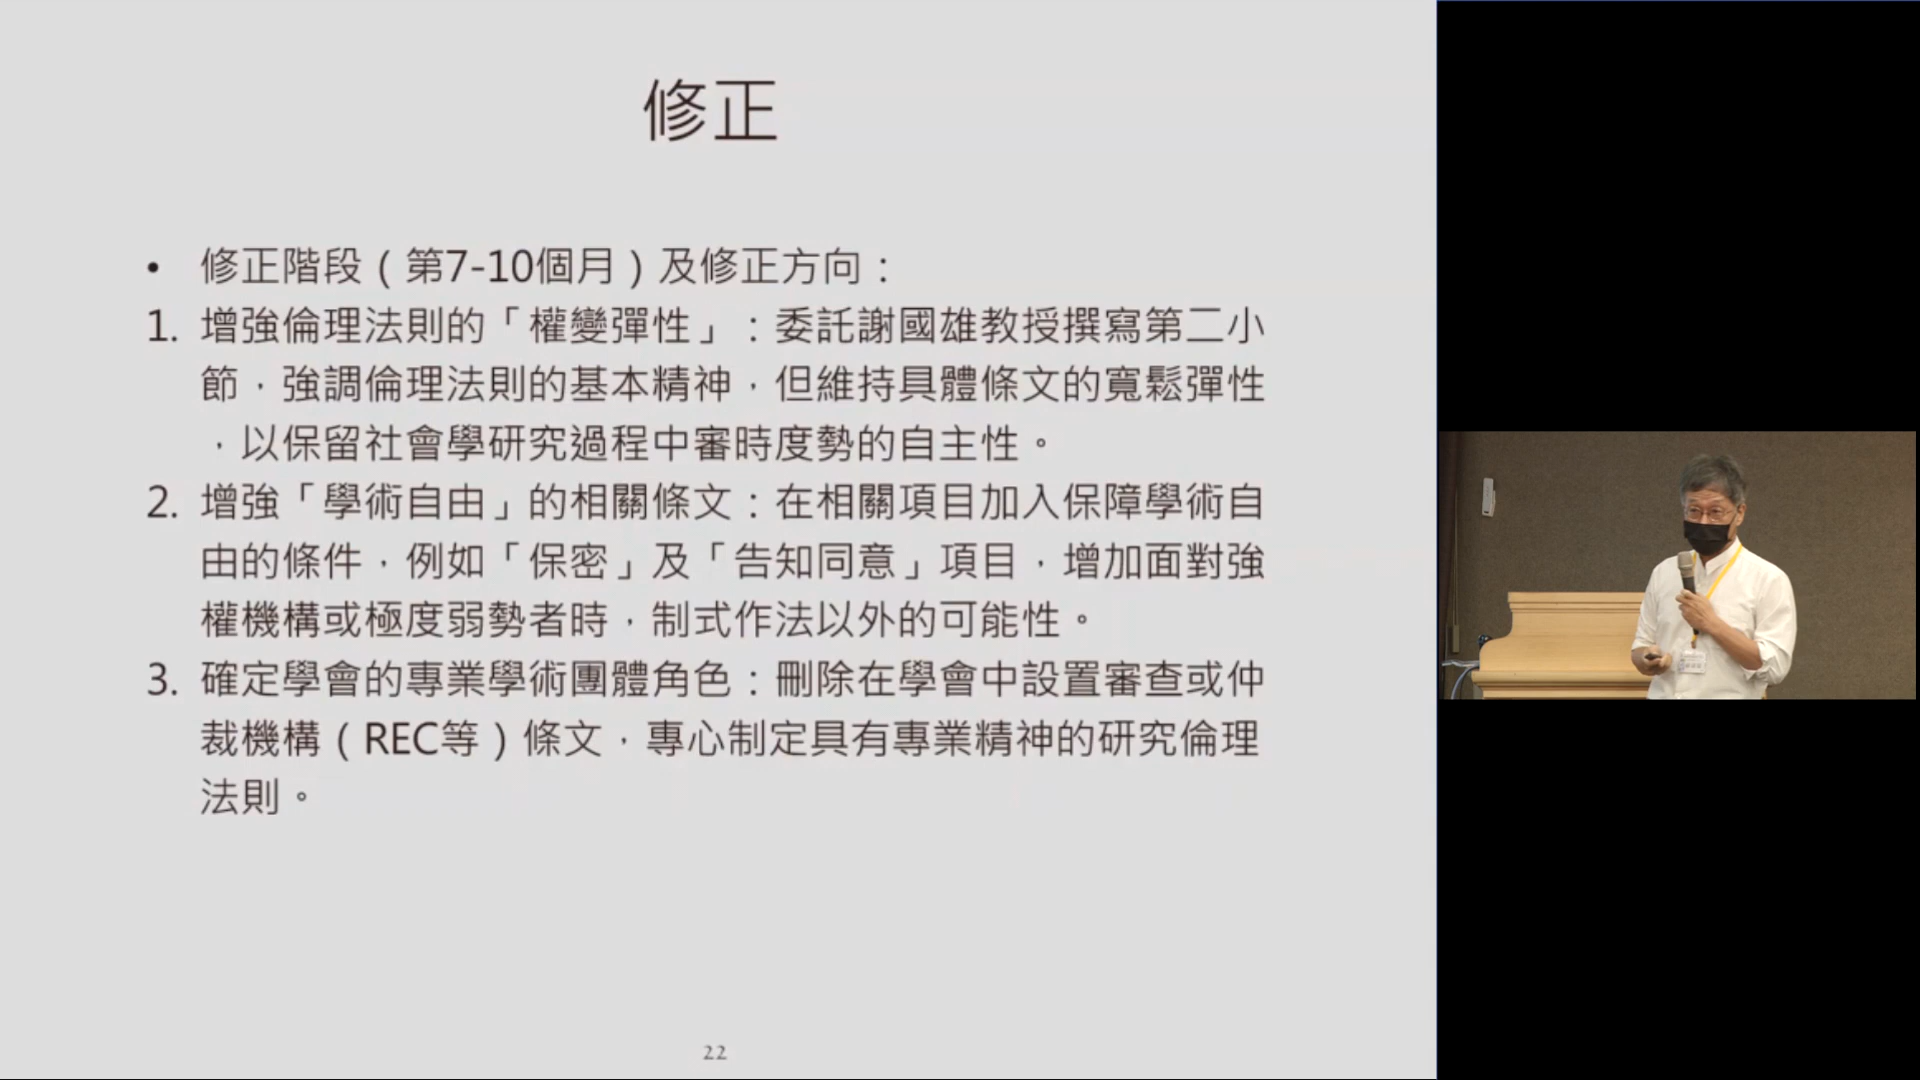 修正
• 修正階段（第7-10個月）及修正方向：
1. 增強倫理法則的「權變彈性」：委託謝國雄教授撰寫第二小
節，強調倫理法則的基本精神，但維持具體條文的寬鬆彈性
，以保留社會學研究過程中審時度勢的自主性。
2. 增強「學術自由」的相關條文：在相關項目加入保障學術自
由的條件，例如「保密」及「告知同意」項目，增加面對強
權機構或極度弱勢者時，制式作法以外的可能性。
3. 確定學會的專業學術團體角色：刪除在學會中設置審查或仲
裁機構（REC等）條文，專心制定具有專業精神的研究倫理
法則。
22